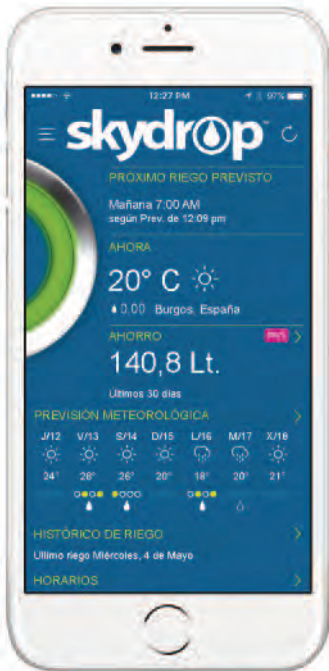 12:27 PM
97%
skydrop
PRÓXIMO RIEGO PREVISTO
Mañana 7:00 AM
según Prev. de 12:09 pm
AHORA
20° C
0.00 Burgos. España
AHORRO
140,8 Lt.
Últimos 30 días
PREVISIÓN METEOROLÓGICA
J/12 V/13 S/14 D/15 L/16 M/17 X/18
24° 28° 26° 20° 18° 20° 21°
HISTÓRICO DE RIEGO
Ultimo riego Miércoles, 4 de Mayo
HORARIOS